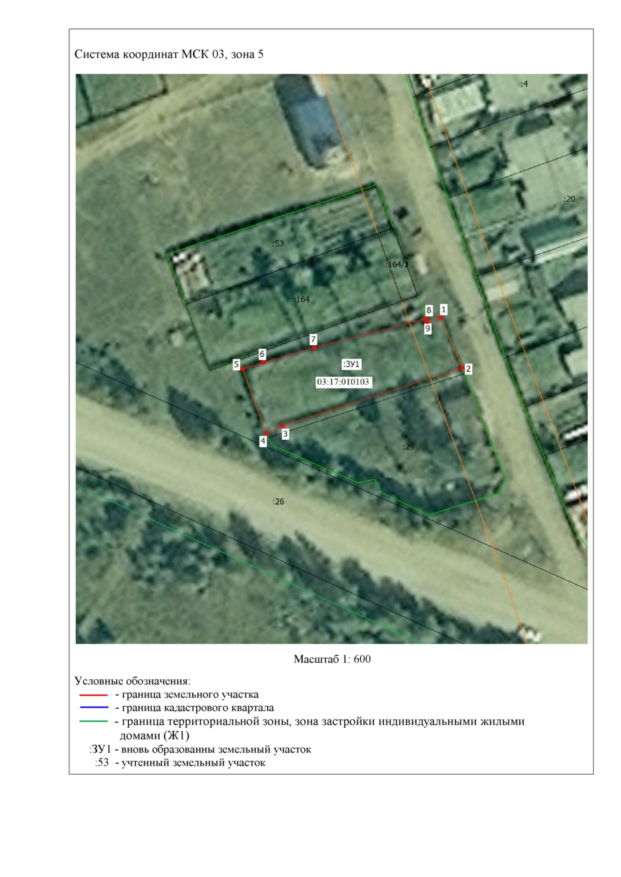 Система координат МСК 03, зона 5
:4
:20
:53
:164/2
:164
8
1
9
7
6
5
:ЗУ1
2
03:17:010103
3
4
:29
:26
Масштаб 1: 600
Условные обозначения:
- граница земельного участка
- граница кадастрового квартала
- граница территориальной зоны, зона застройки индивидуальными жилыми
домами (Ж1)
:ЗУ1 - вновь образованны земельный участок
:53 - учтенный земельный участок